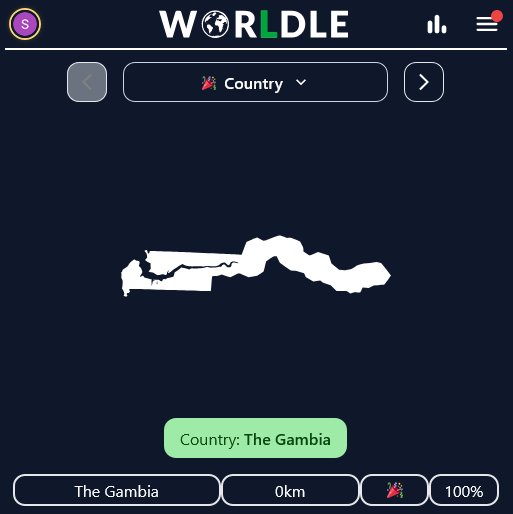 S
WORLDLE
🎉 Country
Country: The Gambia
The Gambia 0km 🎉 100%